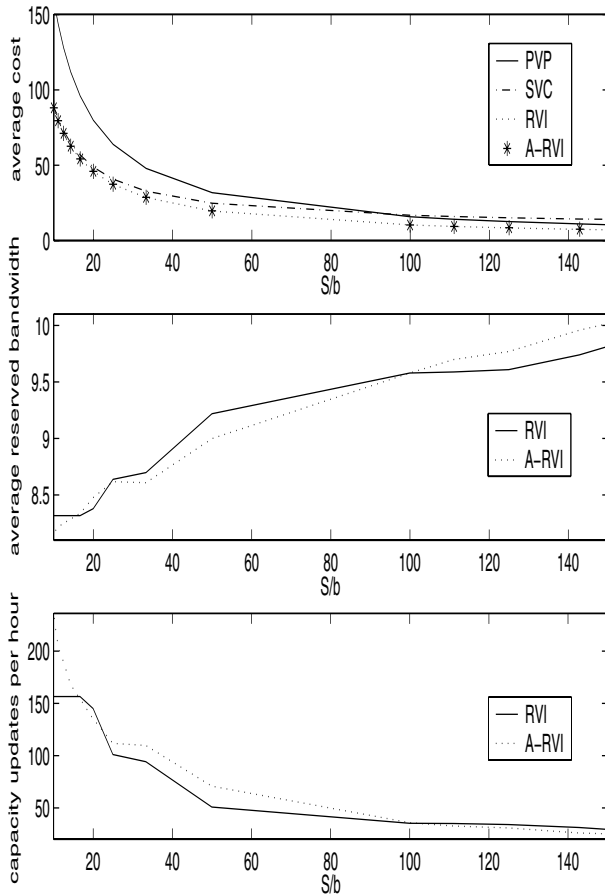 average cost
150
100
50
0
PVP
SVC
RVI
A-RVI
20 40 60 80 100 120 140
S/b
average reserved bandwidth
10
9.5
9
8.5
RVI
A-RVI
20 40 60 80 100 120 140
S/b
capacity updates per hour
200
150
100
50
RVI
A-RVI
20 40 60 80 100 120 140
S/b